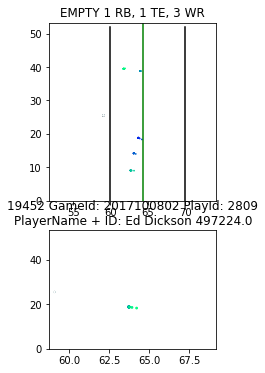 EMPTY 1 RB, 1 TE, 3 WR
50
40
30
20
10
0
55 60 65 70
19452 GameId: 2017100802 PlayId: 2809
PlayerName + ID: Ed Dickson 497224.0
40
20
0
60.0 62.5 65.0 67.5